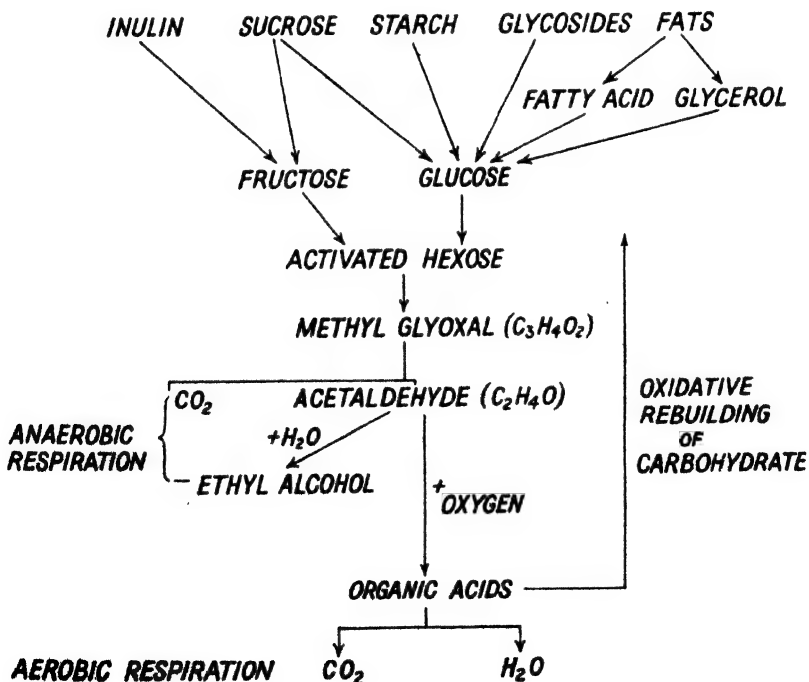 INULIN SUCROSE STARCH GLYCOSIDES FATS
FATTY ACID GLYCEROL
FRUCTOSE GLUCOSE
ACTIVATED HEXOSE
METHYL GLYOXAL (C₃H₄O₂)
CO₂ ACETALDEHYDE (C₂H₄O)
+H₂O
ANAEROBIC
RESPIRATION
ETHYL ALCOHOL
+
OXYGEN
OXIDATIVE
REBUILDING
OF
CARBOHYDRATE
ORGANIC ACIDS
AEROBIC RESPIRATION CO₂ H₂O